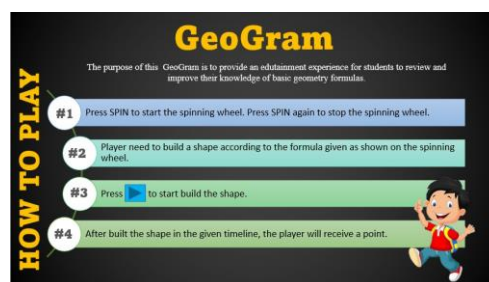 GeoGram
The purpose of this GeoGram is to provide an edutainment experience for students to review and
improve their knowledge of basic geometry formulas.
HOW TO PLAY
#1 Press SPIN to start the spinning wheel. Press SPIN again to stop the spinning wheel.
#2 Player need to build a shape according to the formula given as shown on the spinning
wheel.
#3 Press to start build the shape.
#4 After built the shape in the given timeline, the player will receive a point.